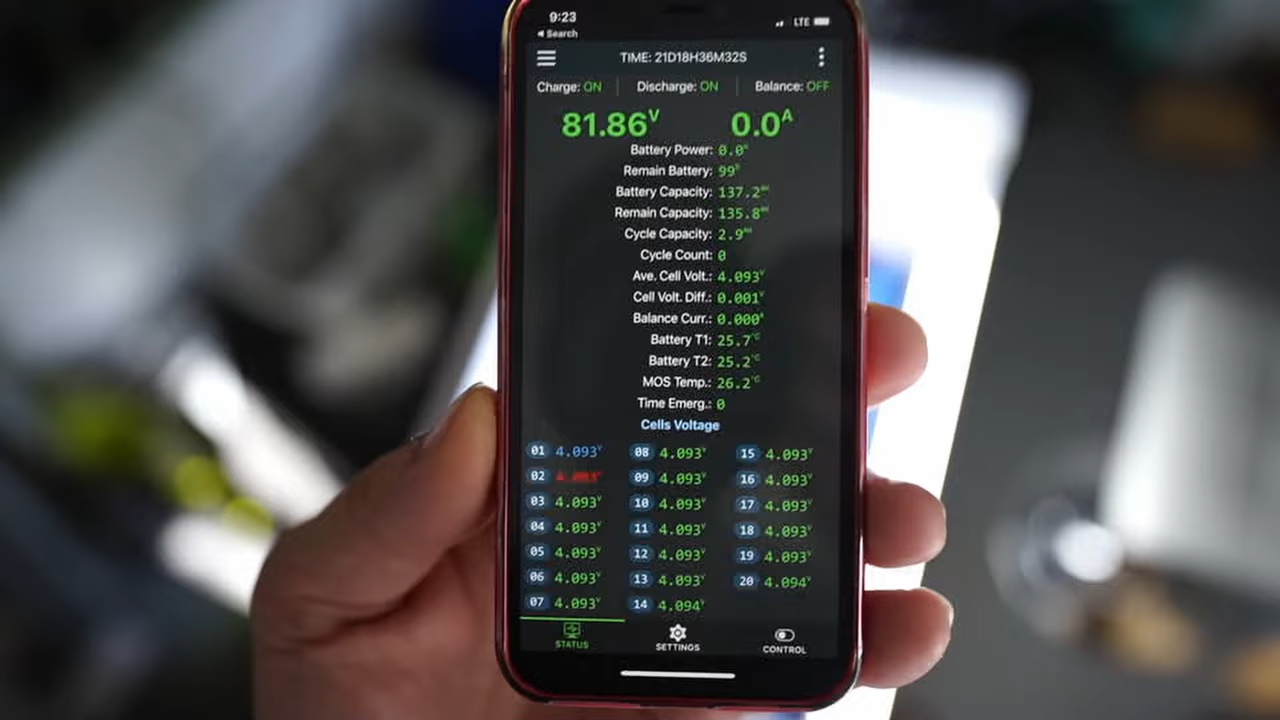 9:23 LTE
◀ Search
TIME: 21D18H36M32S
Charge: ON Discharge: ON Balance: OFF
81.86V 0.0A
Battery Power: 0.0W
Remain Battery: 99%
Battery Capacity: 137.2AH
Remain Capacity: 135.8AH
Cycle Capacity: 2.9AH
Cycle Count: 0
Ave. Cell Volt.: 4.093V
Cell Volt. Diff.: 0.001V
Balance Curr.: 0.000A
Battery T1: 25.7°C
Battery T2: 25.2°C
MOS Temp.: 26.2°C
Time Emerg.: 0
Cells Voltage
01 4.093V 08 4.093V 15 4.093V
02 09 4.093V 16 4.093V
03 4.093V 10 4.093V 17 4.093V
04 4.093V 11 4.093V 18 4.093V
05 4.093V 12 4.093V 19 4.093V
06 4.093V 13 4.093V 20 4.094V
07 4.093V 14 4.094V
STATUS SETTINGS CONTROL